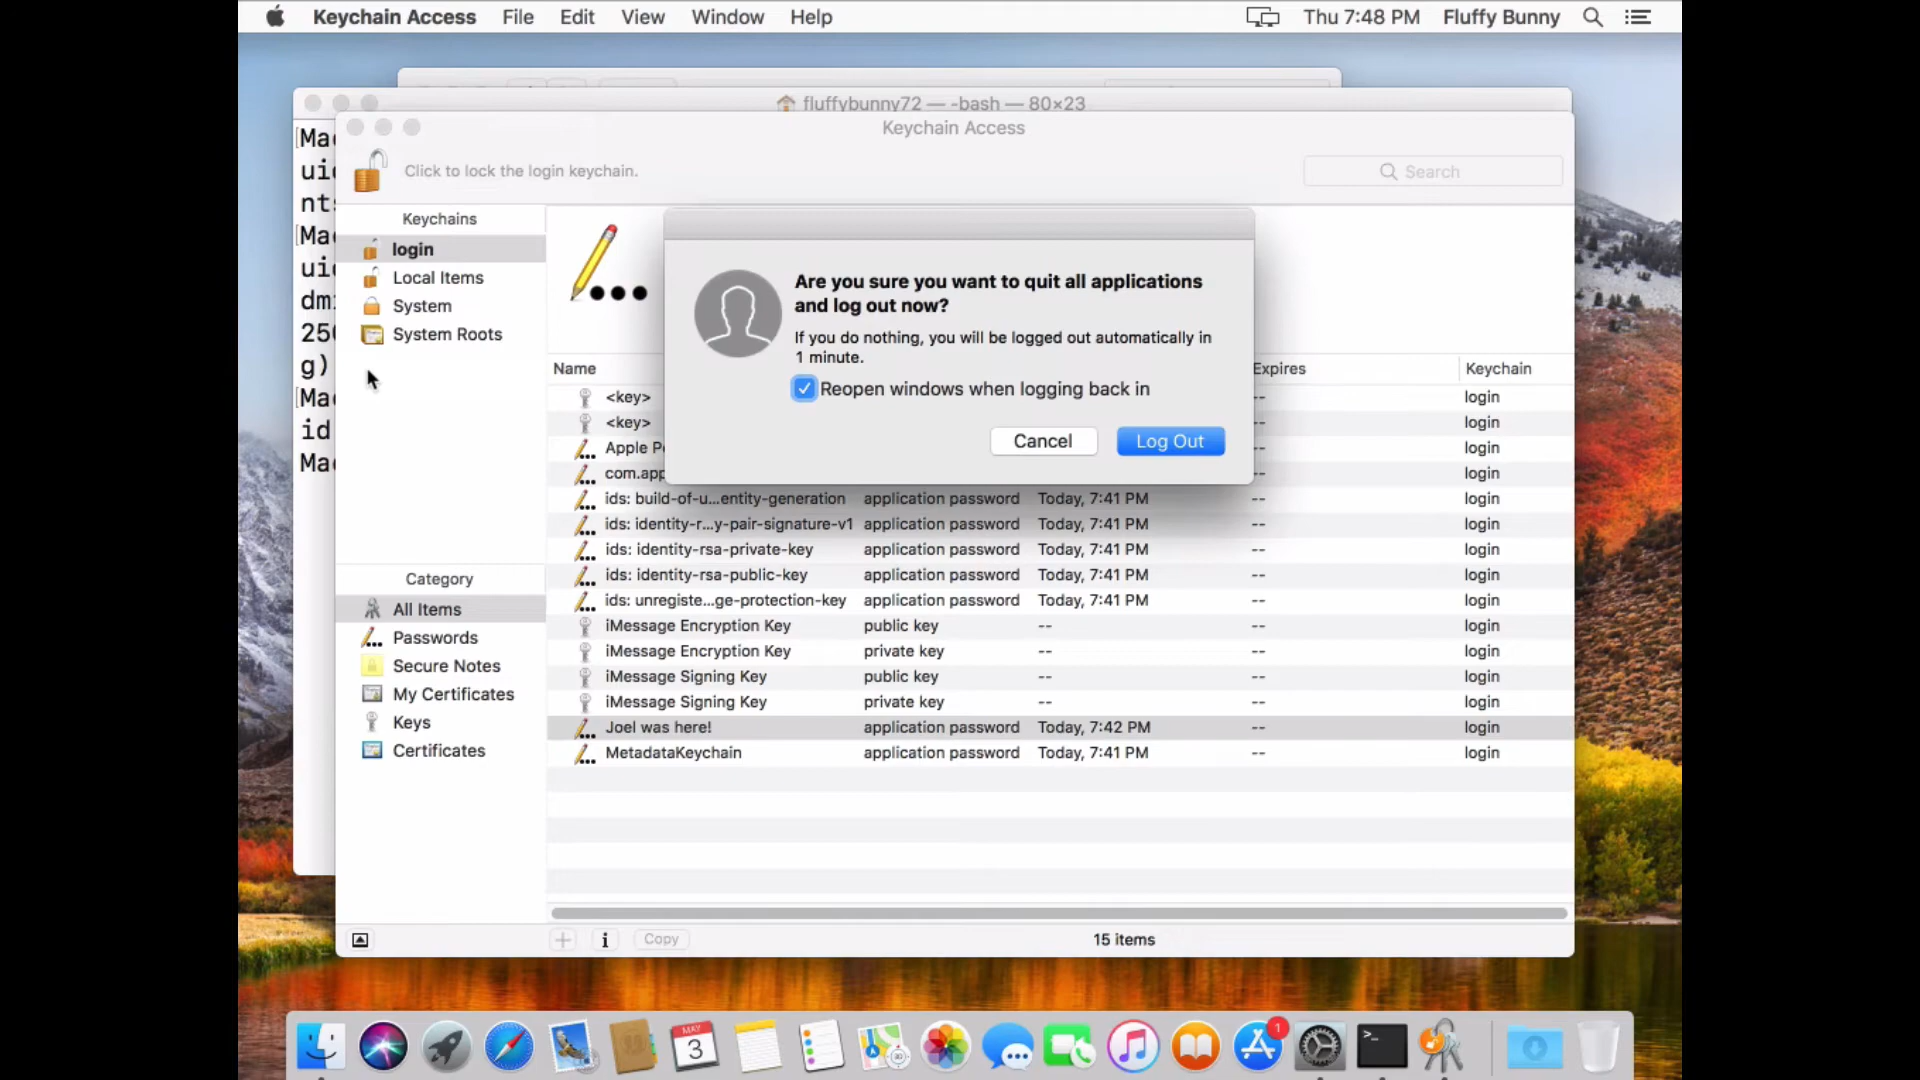 Keychain Access File Edit View Window Help Thu 7:48 PM Fluffy Bunny
fluffybunny72 — -bash — 80×23
Keychain Access
Click to lock the login keychain.
Search
Keychains
login
Local Items
System
System Roots
Are you sure you want to quit all applications
and log out now?
If you do nothing, you will be logged out automatically in
1 minute.
Reopen windows when logging back in
Cancel Log Out
Name Expires Keychain
<key> -- login
<key> -- login
Apple -- login
-- login
ids: build-of-u...entity-generation application password Today, 7:41 PM -- login
ids: identity-r...y-pair-signature-v1 application password Today, 7:41 PM -- login
ids: identity-rsa-private-key application password Today, 7:41 PM -- login
ids: identity-rsa-public-key application password Today, 7:41 PM -- login
ids: unregiste...ge-protection-key application password Today, 7:41 PM -- login
iMessage Encryption Key public key -- -- login
iMessage Encryption Key private key -- -- login
iMessage Signing Key public key -- -- login
iMessage Signing Key private key -- -- login
Joel was here! application password Today, 7:42 PM -- login
MetadataKeychain application password Today, 7:41 PM -- login
Category
All Items
Passwords
Secure Notes
My Certificates
Keys
Certificates
Copy
15 items
MAY
3
1